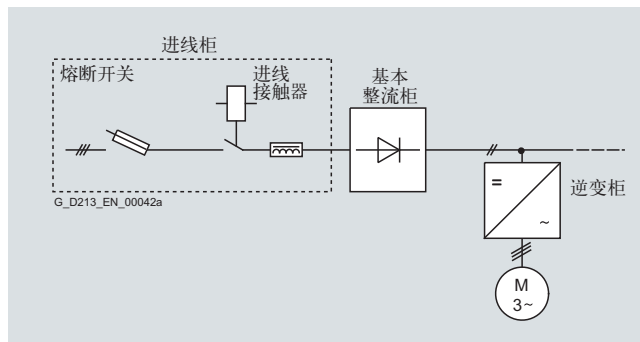 进线柜
熔断开关
进线
接触器
基本
整流柜
G_D213_EN_00042a
=
~
逆变柜
M
3~